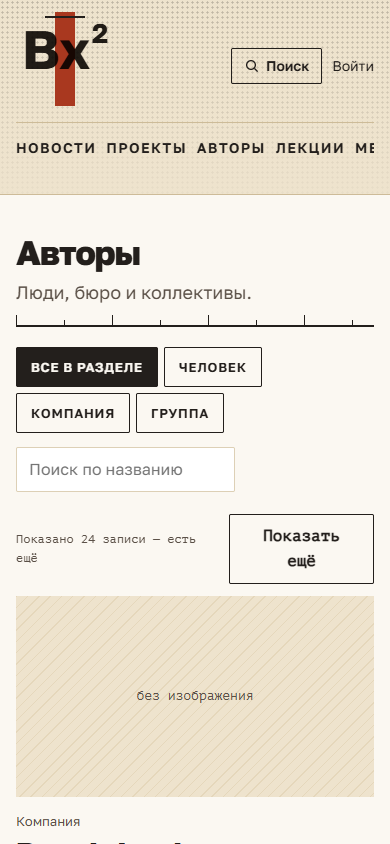 Вх²
Поиск
Войти
НОВОСТИ ПРОЕКТЫ АВТОРЫ ЛЕКЦИИ МЕ
Авторы
Люди, бюро и коллективы.
ВСЕ В РАЗДЕЛЕ
ЧЕЛОВЕК
КОМПАНИЯ
ГРУППА
Поиск по названию
Показано 24 записи — есть
ещё
Показать
ещё
без изображения
Компания